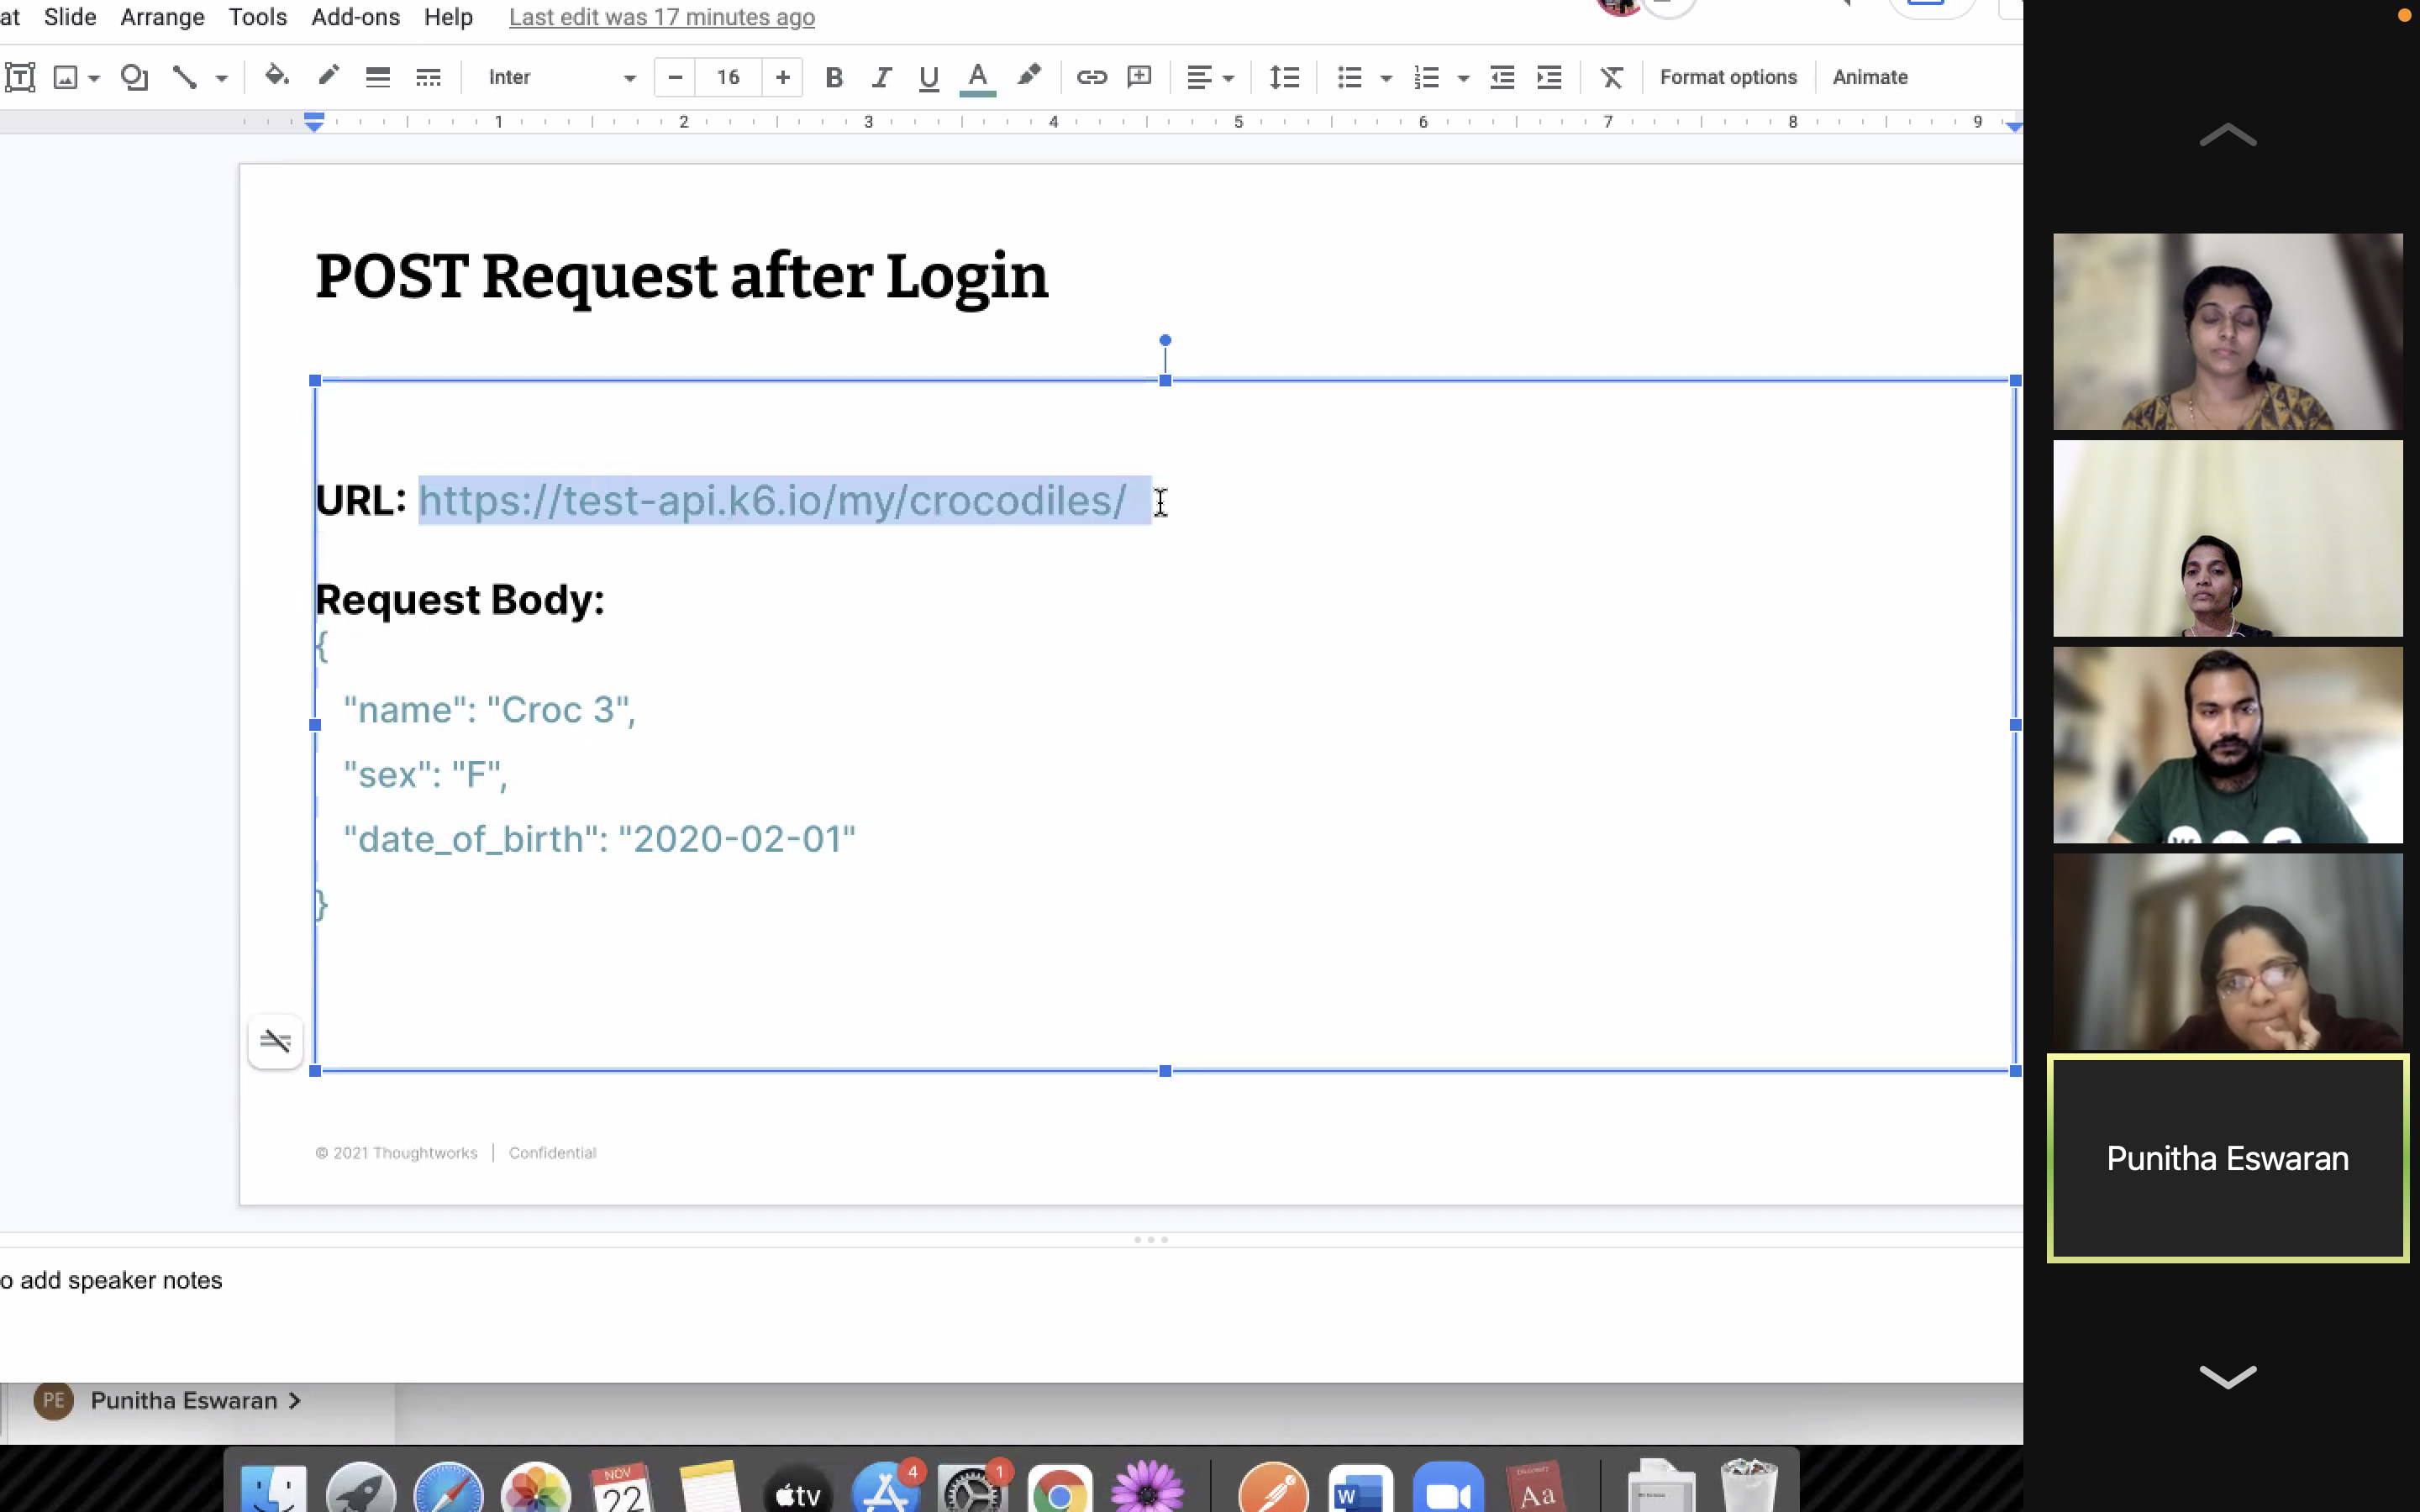 at Slide Arrange Tools Add-ons Help Last edit was 17 minutes ago
Inter 16 B I U A Format options Animate
1 2 3 4 5 6 7 8 9
POST Request after Login
URL: https://test-api.k6.io/my/crocodiles/
Request Body:
{
"name": "Croc 3",
"sex": "F",
"date_of_birth": "2020-02-01"
}
© 2021 Thoughtworks | Confidential
Punitha Eswaran
o add speaker notes
PE Punitha Eswaran >
NOV
22
tv
4
1
W
Aa